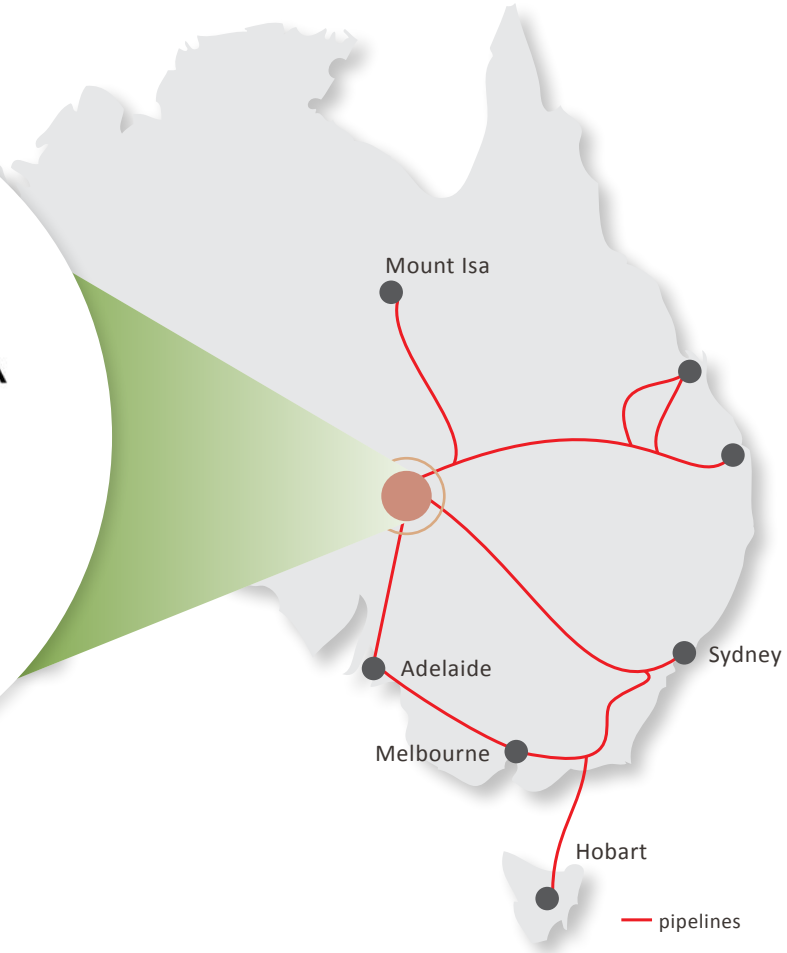 Mount Isa
Sydney
Adelaide
Melbourne
Hobart
pipelines